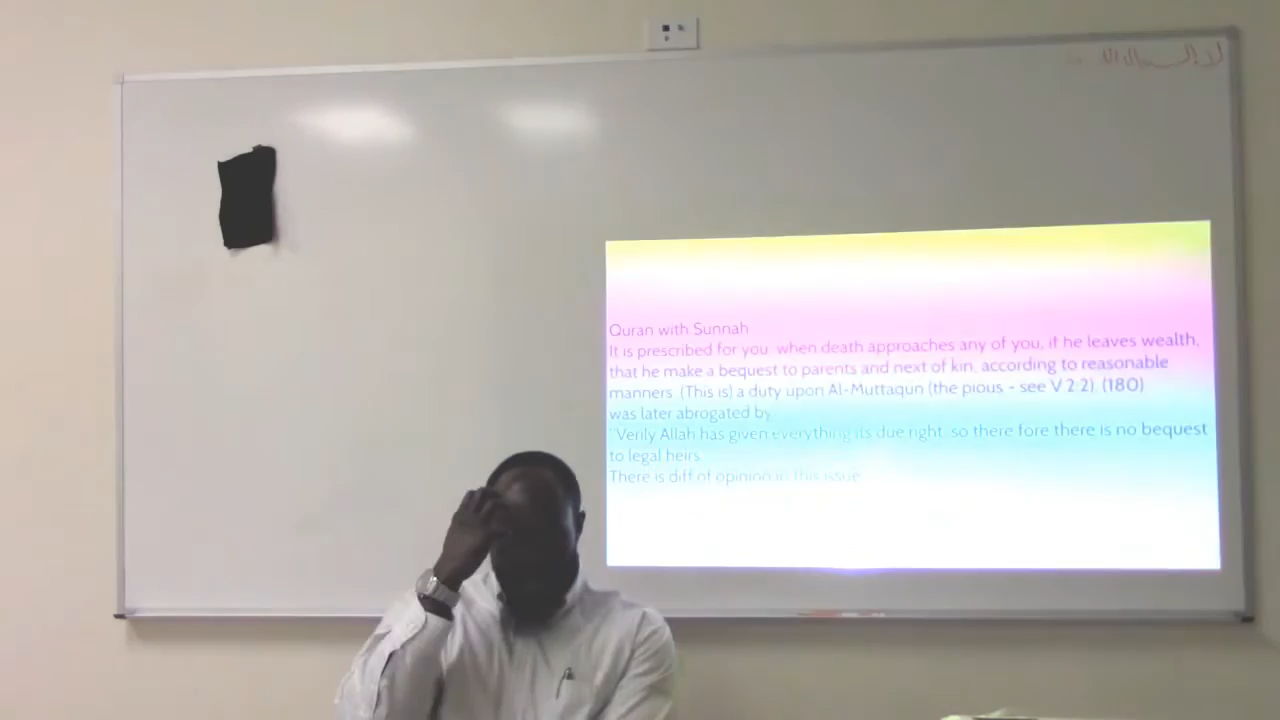 Quran with Sunnah
It is prescribed for you, when death approaches any of you, if he leaves wealth,
that he make a bequest to parents and next of kin, according to reasonable
manners. (This is) a duty upon Al-Muttaqun (the pious - see V.2:2). (180)
was later abrogated by
"Verily Allah has given everything its due right, so there fore there is no bequest
to legal heirs
There is diff of opinion in this issue